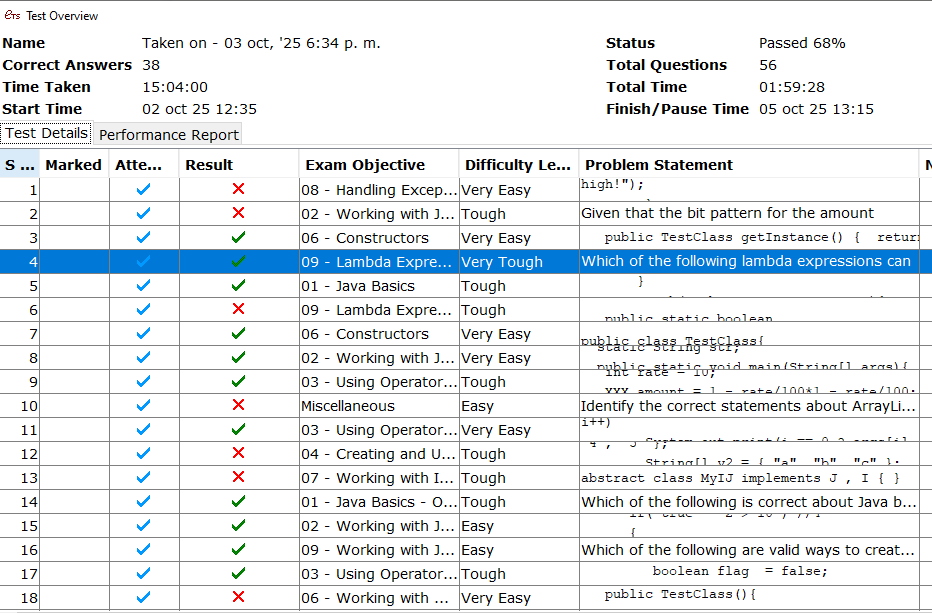 ETS Test Overview
Name Taken on - 03 oct, '25 6:34 p. m. Status Passed 68%
Correct Answers 38 Total Questions 56
Time Taken 15:04:00 Total Time 01:59:28
Start Time 02 oct 25 12:35 Finish/Pause Time 05 oct 25 13:15
Test Details Performance Report
S ... Marked Atte... Result Exam Objective Difficulty Le... Problem Statement N
1 08 - Handling Excep... Very Easy high!");
2 02 - Working with J... Tough Given that the bit pattern for the amount
3 06 - Constructors Very Easy public TestClass getInstance() { return
4 09 - Lambda Expre... Very Tough Which of the following lambda expressions can
5 01 - Java Basics Tough }
6 09 - Lambda Expre... Tough public static boolean
7 06 - Constructors Very Easy public class TestClass{ static String str;
8 02 - Working with J... Very Easy public static void main(String[] args){ int rate = 10;
9 03 - Using Operator... Tough XXX amount = 1 - rate/100*1 - rate/100;
10 Miscellaneous Easy Identify the correct statements about ArrayLi...
11 03 - Using Operator... Very Easy i++)
12 04 - Creating and U... Tough String[] v2 = { "a" "b" "c" };
13 07 - Working with I... Tough abstract class MyIJ implements J , I { }
14 01 - Java Basics - O... Tough Which of the following is correct about Java b...
15 02 - Working with J... Easy {
16 09 - Working with J... Easy Which of the following are valid ways to creat...
17 03 - Using Operator... Tough boolean flag = false;
18 06 - Working with ... Very Easy public TestClass(){